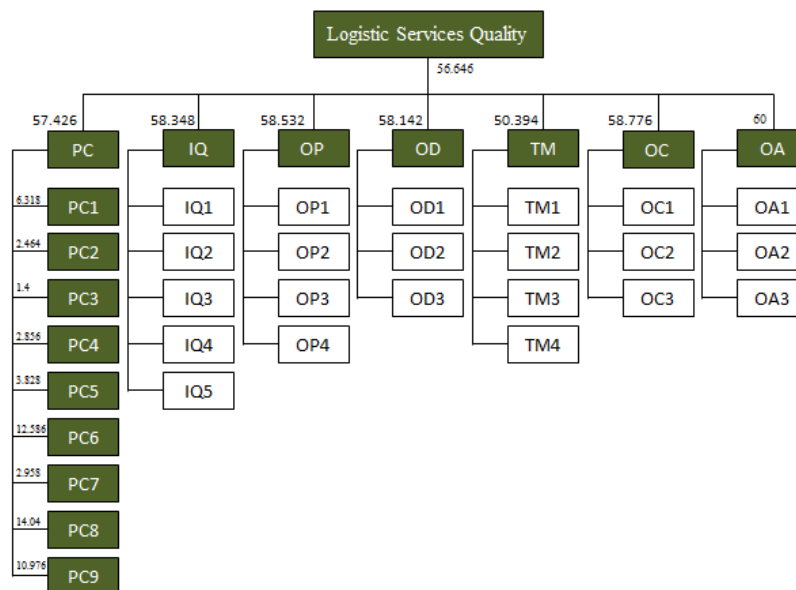 Logistic Services Quality
56.646
57.426 58.348 58.532 58.142 50.394 58.776 60
PC IQ OP OD TM OC OA
6.318 PC1 IQ1 OP1 OD1 TM1 OC1 OA1
2.464 PC2 IQ2 OP2 OD2 TM2 OC2 OA2
1.4 PC3 IQ3 OP3 OD3 TM3 OC3 OA3
2.856 PC4 IQ4 OP4 TM4
3.828 PC5 IQ5
12.586 PC6
2.958 PC7
14.04 PC8
10.976 PC9